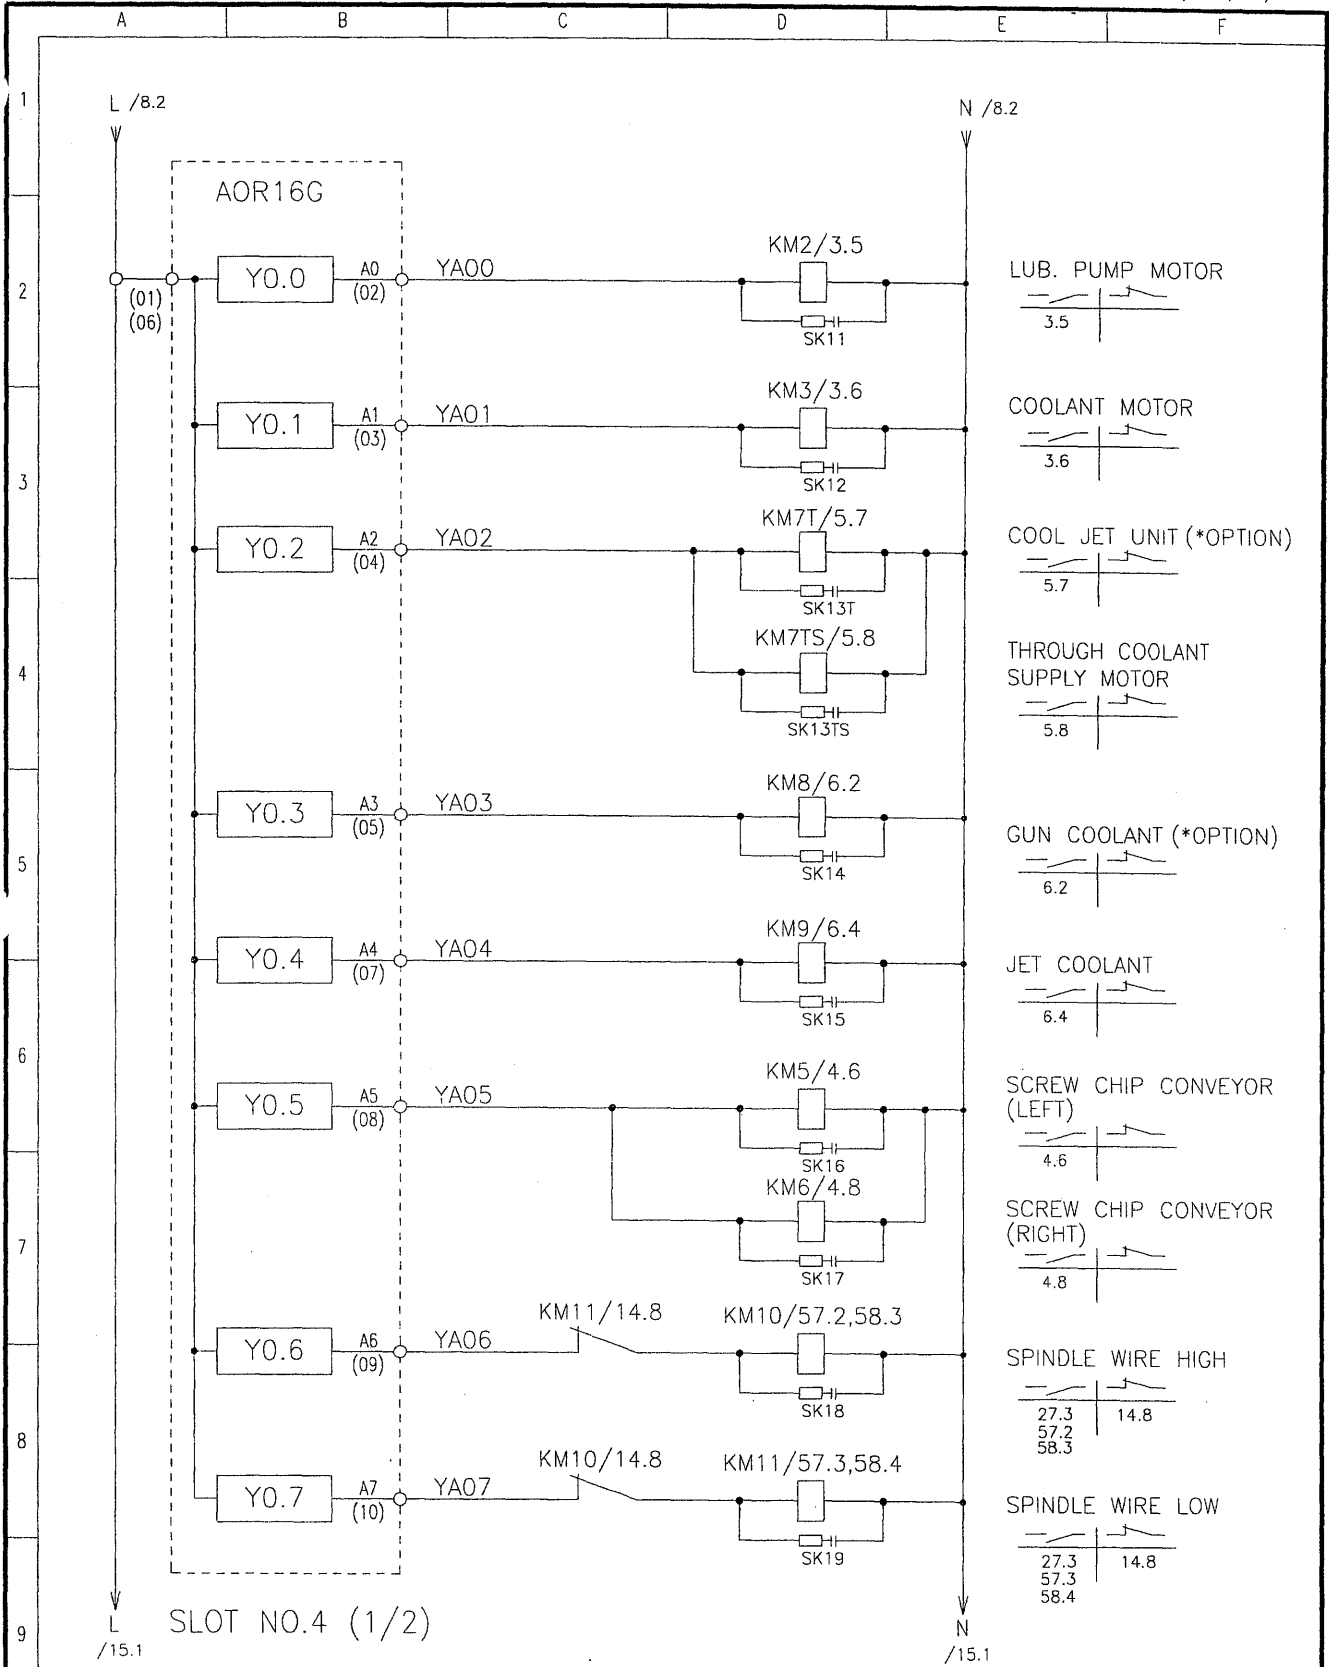 A B C D E F
1
L /8.2
N /8.2
AOR16G
2
Y0.0
A0
(02)
YA00
(01)
(06)
KM2/3.5
SK11
LUB. PUMP MOTOR
3.5
Y0.1
A1
(03)
YA01
KM3/3.6
SK12
COOLANT MOTOR
3.6
3
Y0.2
A2
(04)
YA02
KM7T/5.7
SK13T
COOL JET UNIT (*OPTION)
5.7
4
KM7TS/5.8
SK13TS
THROUGH COOLANT
SUPPLY MOTOR
5.8
Y0.3
A3
(05)
YA03
KM8/6.2
SK14
5
GUN COOLANT (*OPTION)
6.2
Y0.4
A4
(07)
YA04
KM9/6.4
SK15
JET COOLANT
6.4
6
Y0.5
A5
(08)
YA05
KM5/4.6
SK16
SCREW CHIP CONVEYOR
(LEFT)
4.6
7
KM6/4.8
SK17
SCREW CHIP CONVEYOR
(RIGHT)
4.8
Y0.6
A6
(09)
YA06
KM11/14.8
KM10/57.2,58.3
SK18
SPINDLE WIRE HIGH
27.3 14.8
57.2
58.3
8
Y0.7
A7
(10)
YA07
KM10/14.8
KM11/57.3,58.4
SK19
SPINDLE WIRE LOW
27.3 14.8
57.3
58.4
9
L
/15.1
SLOT NO.4 (1/2)
N
/15.1